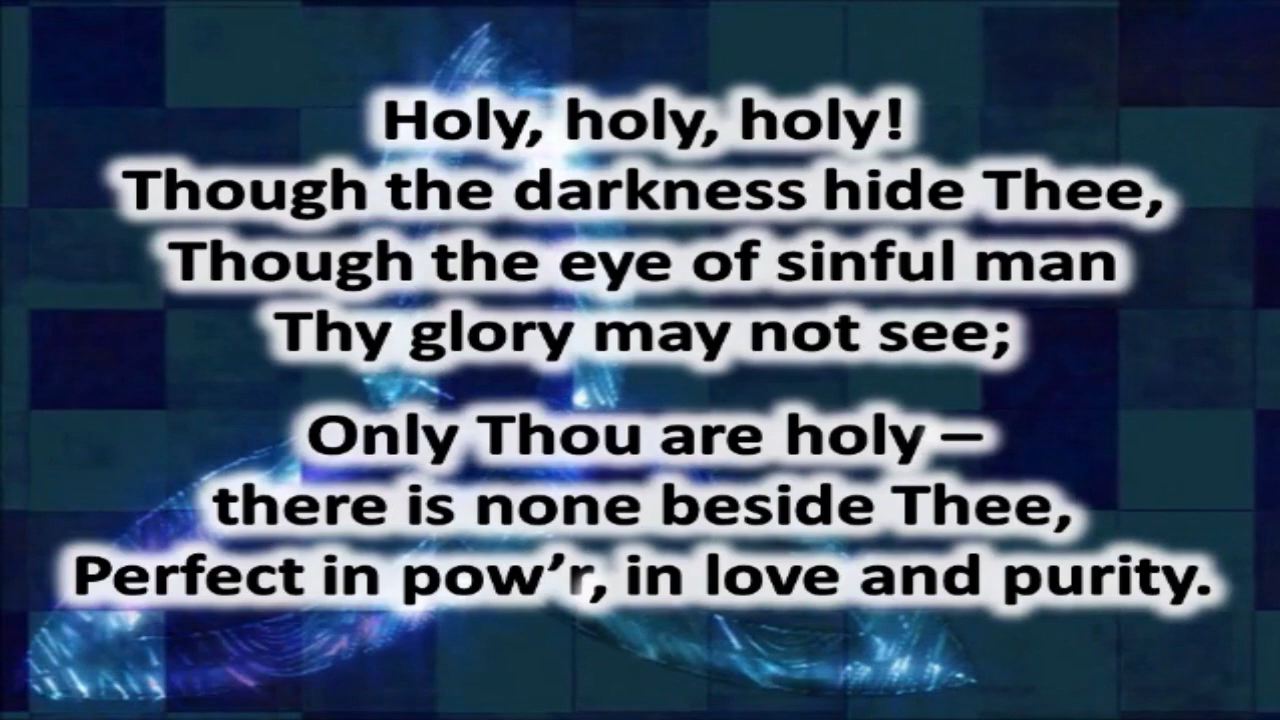 Holy, holy, holy!
Though the darkness hide Thee,
Though the eye of sinful man
Thy glory may not see;
Only Thou are holy –
there is none beside Thee,
Perfect in pow’r, in love and purity.